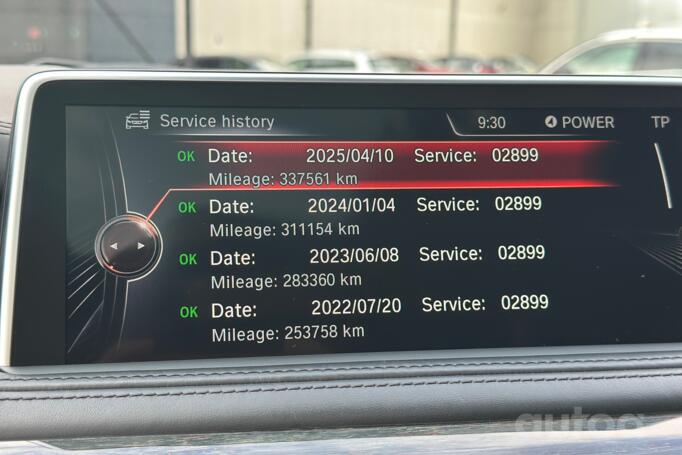 Service history
9:30 POWER TP
OK Date: 2025/04/10 Service: 02899
Mileage: 337561 km
OK Date: 2024/01/04 Service: 02899
Mileage: 311154 km
OK Date: 2023/06/08 Service: 02899
Mileage: 283360 km
OK Date: 2022/07/20 Service: 02899
Mileage: 253758 km